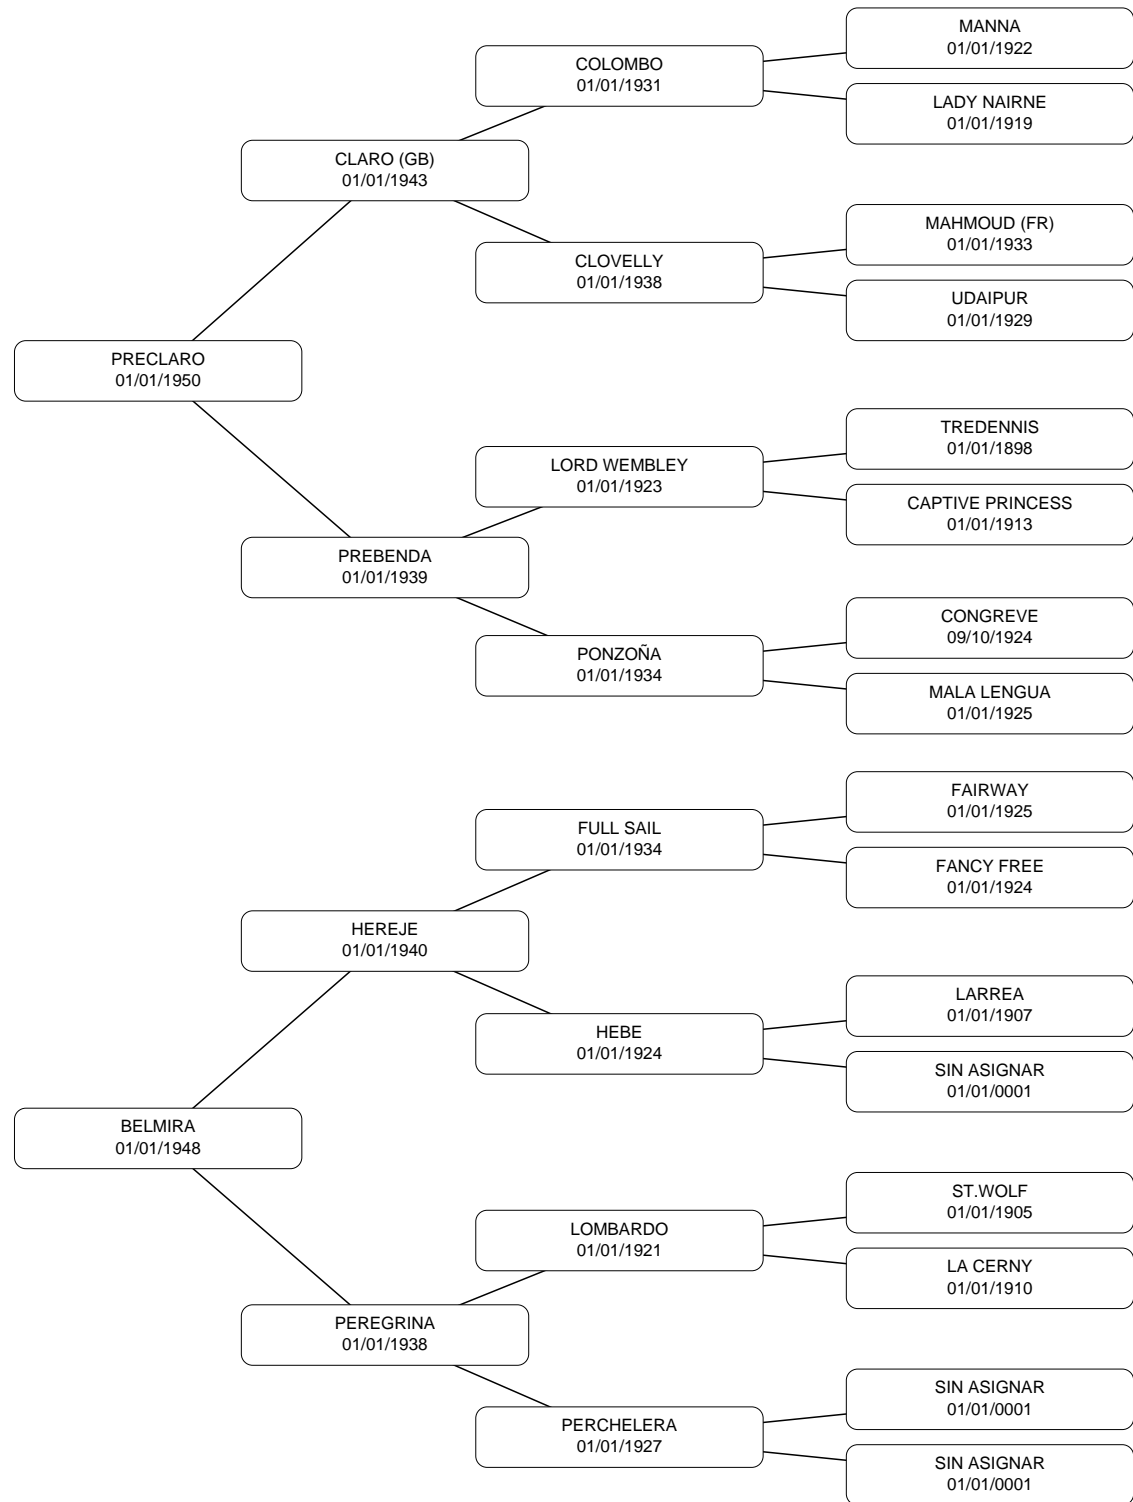 MANNA
01/01/1922
COLOMBO
01/01/1931
LADY NAIRNE
01/01/1919
CLARO (GB)
01/01/1943
MAHMOUD (FR)
01/01/1933
CLOVELLY
01/01/1938
UDAIPUR
01/01/1929
PRECLARO
01/01/1950
TREDENNIS
01/01/1898
LORD WEMBLEY
01/01/1923
CAPTIVE PRINCESS
01/01/1913
PREBENDA
01/01/1939
CONGREVE
09/10/1924
PONZOÑA
01/01/1934
MALA LENGUA
01/01/1925
FAIRWAY
01/01/1925
FULL SAIL
01/01/1934
FANCY FREE
01/01/1924
HEREJE
01/01/1940
LARREA
01/01/1907
HEBE
01/01/1924
SIN ASIGNAR
01/01/0001
BELMIRA
01/01/1948
ST.WOLF
01/01/1905
LOMBARDO
01/01/1921
LA CERNY
01/01/1910
PEREGRINA
01/01/1938
SIN ASIGNAR
01/01/0001
PERCHELERA
01/01/1927
SIN ASIGNAR
01/01/0001